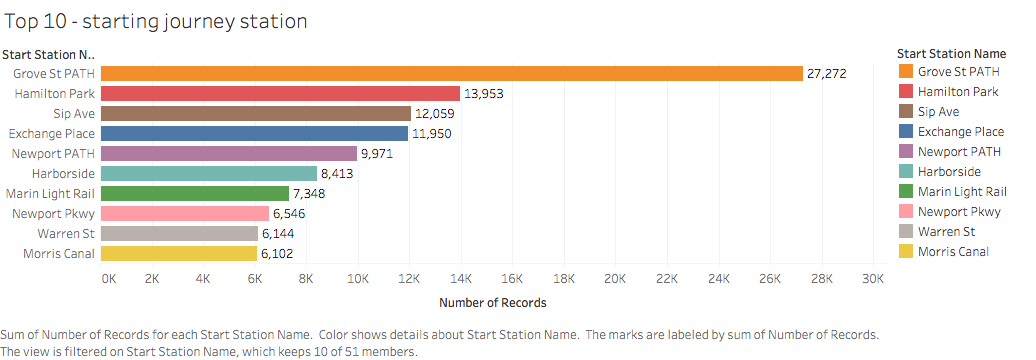 Top 10 - starting journey station
Start Station N..
Grove St PATH 27,272
Hamilton Park 13,953
Sip Ave 12,059
Exchange Place 11,950
Newport PATH 9,971
Harborside 8,413
Marin Light Rail 7,348
Newport Pkwy 6,546
Warren St 6,144
Morris Canal 6,102
0K 2K 4K 6K 8K 10K 12K 14K 16K 18K 20K 22K 24K 26K 28K 30K
Number of Records
Start Station Name
Grove St PATH
Hamilton Park
Sip Ave
Exchange Place
Newport PATH
Harborside
Marin Light Rail
Newport Pkwy
Warren St
Morris Canal
Sum of Number of Records for each Start Station Name.  Color shows details about Start Station Name.  The marks are labeled by sum of Number of Records.
The view is filtered on Start Station Name, which keeps 10 of 51 members.